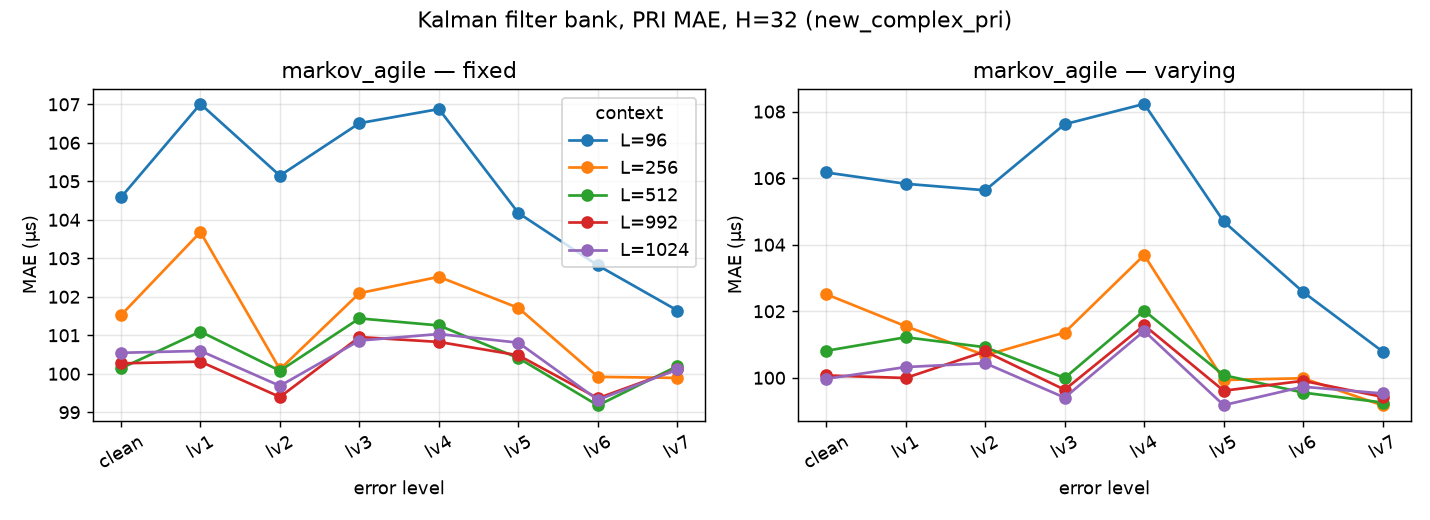 Kalman filter bank, PRI MAE, H=32 (new_complex_pri)
markov_agile — fixed
MAE (µs)
107
106
105
104
103
102
101
100
99
context
L=96
L=256
L=512
L=992
L=1024
clean
lv1
lv2
lv3
lv4
lv5
lv6
lv7
error level
markov_agile — varying
MAE (µs)
108
106
104
102
100
clean
lv1
lv2
lv3
lv4
lv5
lv6
lv7
error level